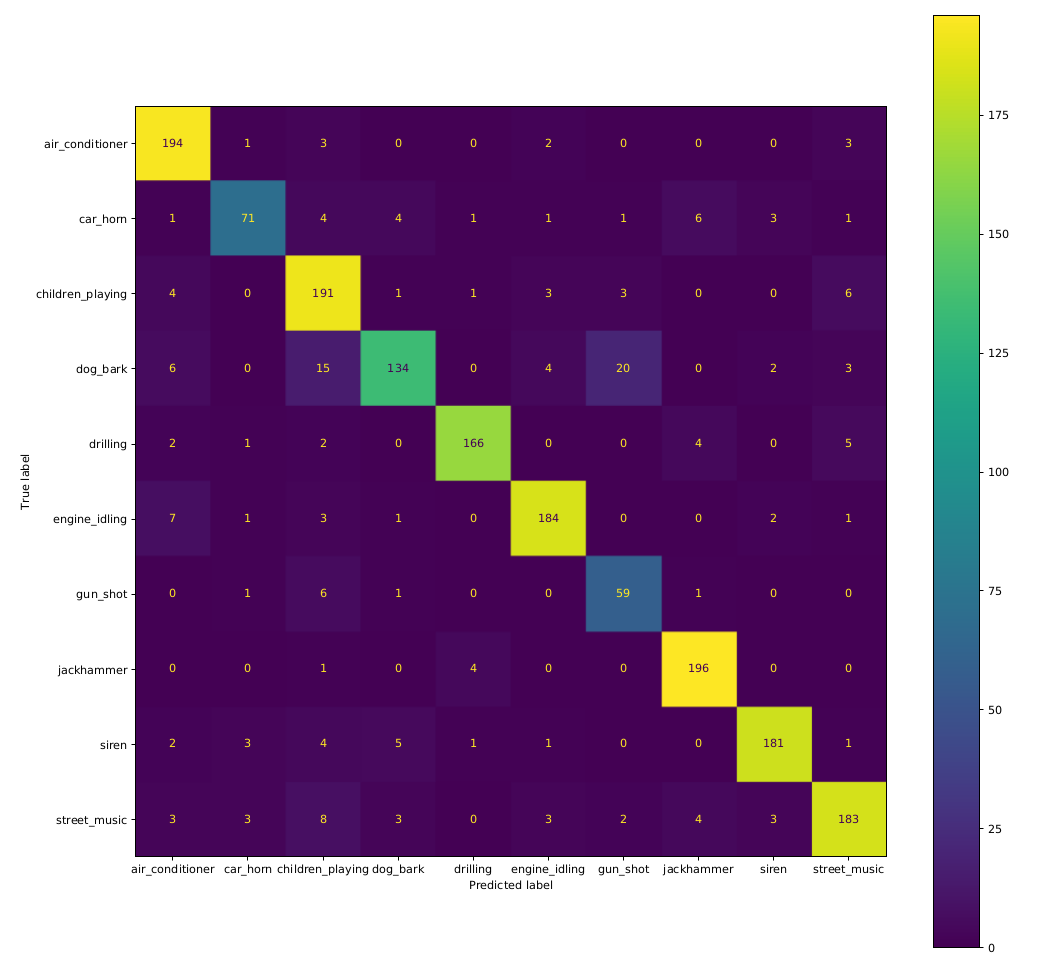 air_conditioner 194 1 3 0 0 2 0 0 0 3
car_horn 1 71 4 4 1 1 1 6 3 1
children_playing 4 0 191 1 1 3 3 0 0 6
dog_bark 6 0 15 134 0 4 20 0 2 3
drilling 2 1 2 0 166 0 0 4 0 5
engine_idling 7 1 3 1 0 184 0 0 2 1
gun_shot 0 1 6 1 0 0 59 1 0 0
jackhammer 0 0 1 0 4 0 0 196 0 0
siren 2 3 4 5 1 1 0 0 181 1
street_music 3 3 8 3 0 3 2 4 3 183
air_conditioner car_horn children_playing dog_bark drilling engine_idling gun_shot jackhammer siren street_music
Predicted label
True label
175
150
125
100
75
50
25
0